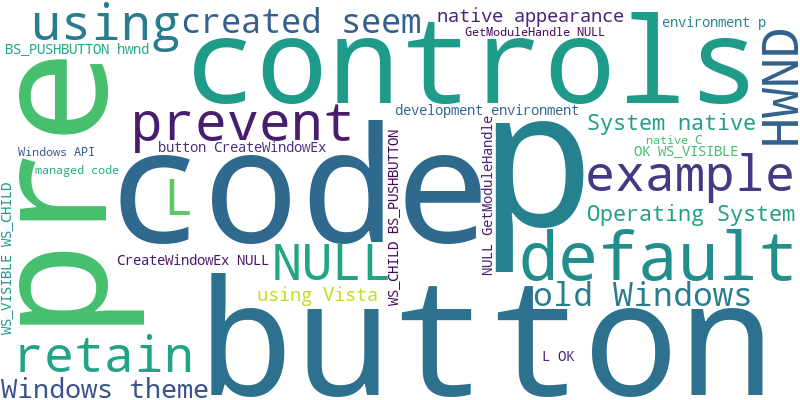 using
created seem
native appearance
environment p
BS_PUSHBUTTON hwnd
GetModuleHandle NULL
controls
HWND
pre
prevent
development environment
p
System native
button CreateWindowEx
native C
Windows API
OK WS_VISIBLE
managed code
code
L
example
WS_CHILD BS_PUSHBUTTON
NULL GetModuleHandle
WS_VISIBLE WS_CHILD
Operating System
CreateWindowEx NULL
NULL
default
using Vista
old Windows
button
retain
L OK
Windows theme